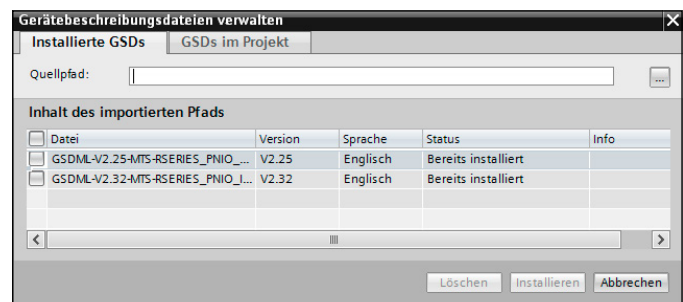 Gerätebeschreibungsdateien verwalten
Installierte GSDs
GSDs im Projekt
Quellpfad:
...
Inhalt des importierten Pfads
Datei Version Sprache Status Info
GSDML-V2.25-MTS-RSERIES_PNIO_... V2.25 Englisch Bereits installiert
GSDML-V2.32-MTS-RSERIES_PNIO_I... V2.32 Englisch Bereits installiert
Löschen Installieren Abbrechen